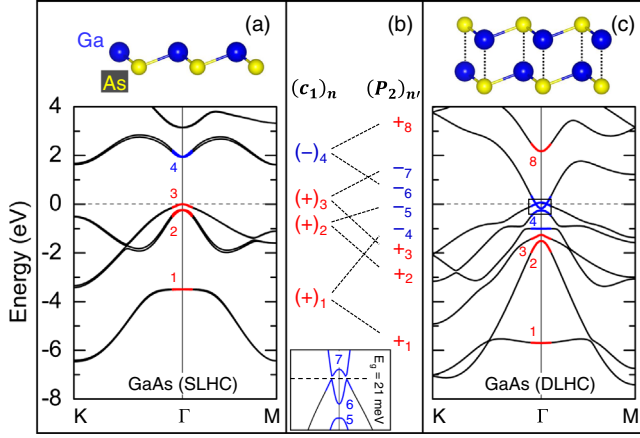 (a)
(b)
(c)
Ga
As
(c₁)ₙ
(P₂)ₙ′
Energy (eV)
4
2
0
-2
-4
-6
-8
4
3
2
1
GaAs (SLHC)
K
Γ
M
(−)₄
(+)₃
(+)₂
(+)₁
+₈
−₇
−₆
−₅
−₄
+₃
+₂
+₁
7
6
5
E_g = 21 meV
8
4
3
2
1
GaAs (DLHC)
K
Γ
M